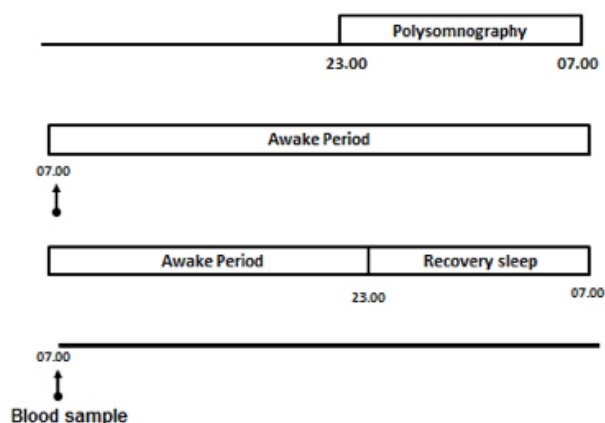 Polysomnography
23.00 07.00
Awake Period
07.00
Awake Period Recovery sleep
23.00 07.00
07.00
Blood sample